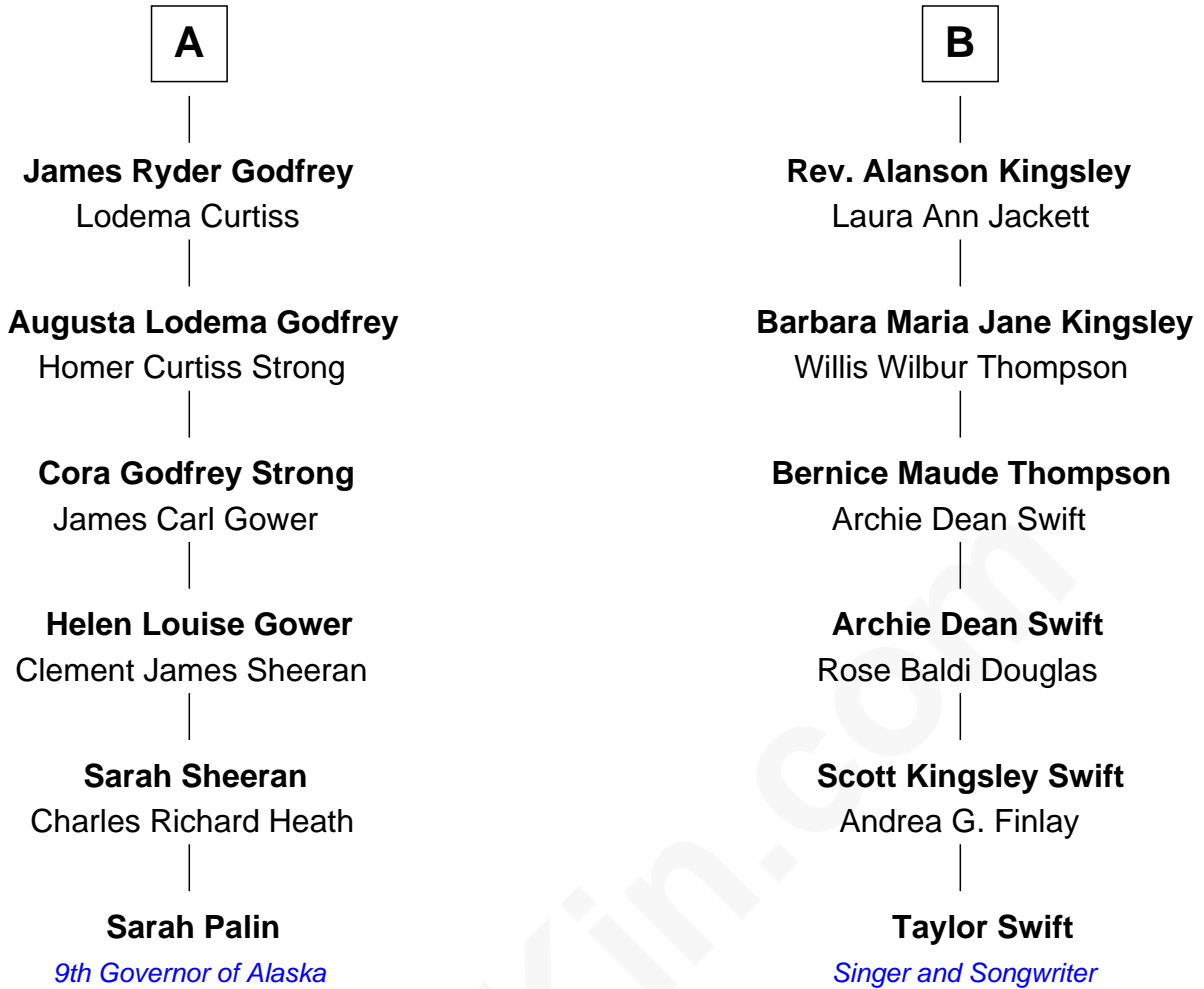 A
James Ryder Godfrey
Lodema Curtiss
Augusta Lodema Godfrey
Homer Curtiss Strong
Cora Godfrey Strong
James Carl Gower
Helen Louise Gower
Clement James Sheeran
Sarah Sheeran
Charles Richard Heath
Sarah Palin
9th Governor of Alaska
B
Rev. Alanson Kingsley
Laura Ann Jackett
Barbara Maria Jane Kingsley
Willis Wilbur Thompson
Bernice Maude Thompson
Archie Dean Swift
Archie Dean Swift
Rose Baldi Douglas
Scott Kingsley Swift
Andrea G. Finlay
Taylor Swift
Singer and Songwriter